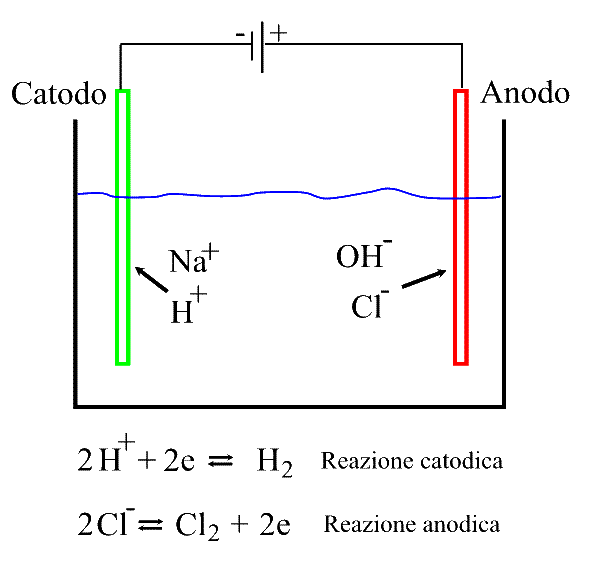 - +
Catodo Anodo
Na+ OH-
H+ Cl-
2H+ + 2e ⇌ H2 Reazione catodica
2Cl- ⇌ Cl2 + 2e Reazione anodica